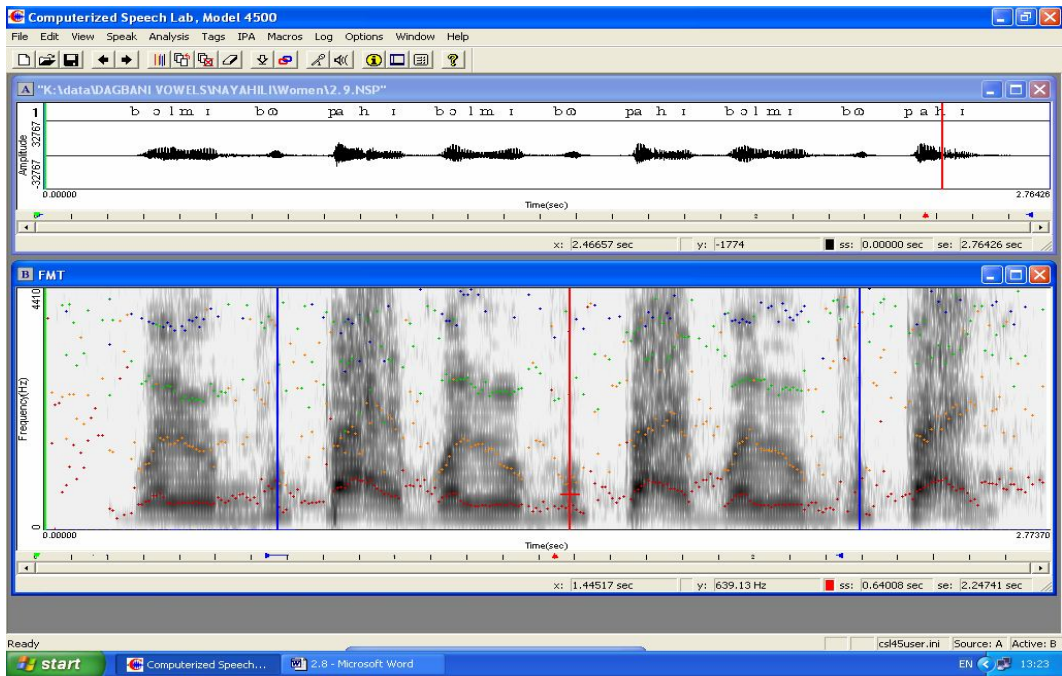 Computerized Speech Lab, Model 4500
File Edit View Speak Analysis Tags IPA Macros Log Options Window Help
A "K:\data\DAGBANI VOWELS\NAYAHILI\Women\2.9.NSP"
1 b ɔ l m ɪ b ɷ pa h ɪ b ɔ l m ɪ b ɷ pa h ɪ b ɔ l m ɪ b ɷ p a h ɪ
Amplitude
-32767 32767
0.00000 2.76426
Time(sec)
x: 2.46657 sec y: -1774 ss: 0.00000 sec se: 2.76426 sec
B FMT
4410
Frequency(Hz)
0
0.00000 2.77370
Time(sec)
x: 1.44517 sec y: 639.13 Hz ss: 0.64008 sec se: 2.24741 sec
Ready csl45user.ini Source: A Active: B
start Computerized Speech... 2.8 - Microsoft Word EN 13:23